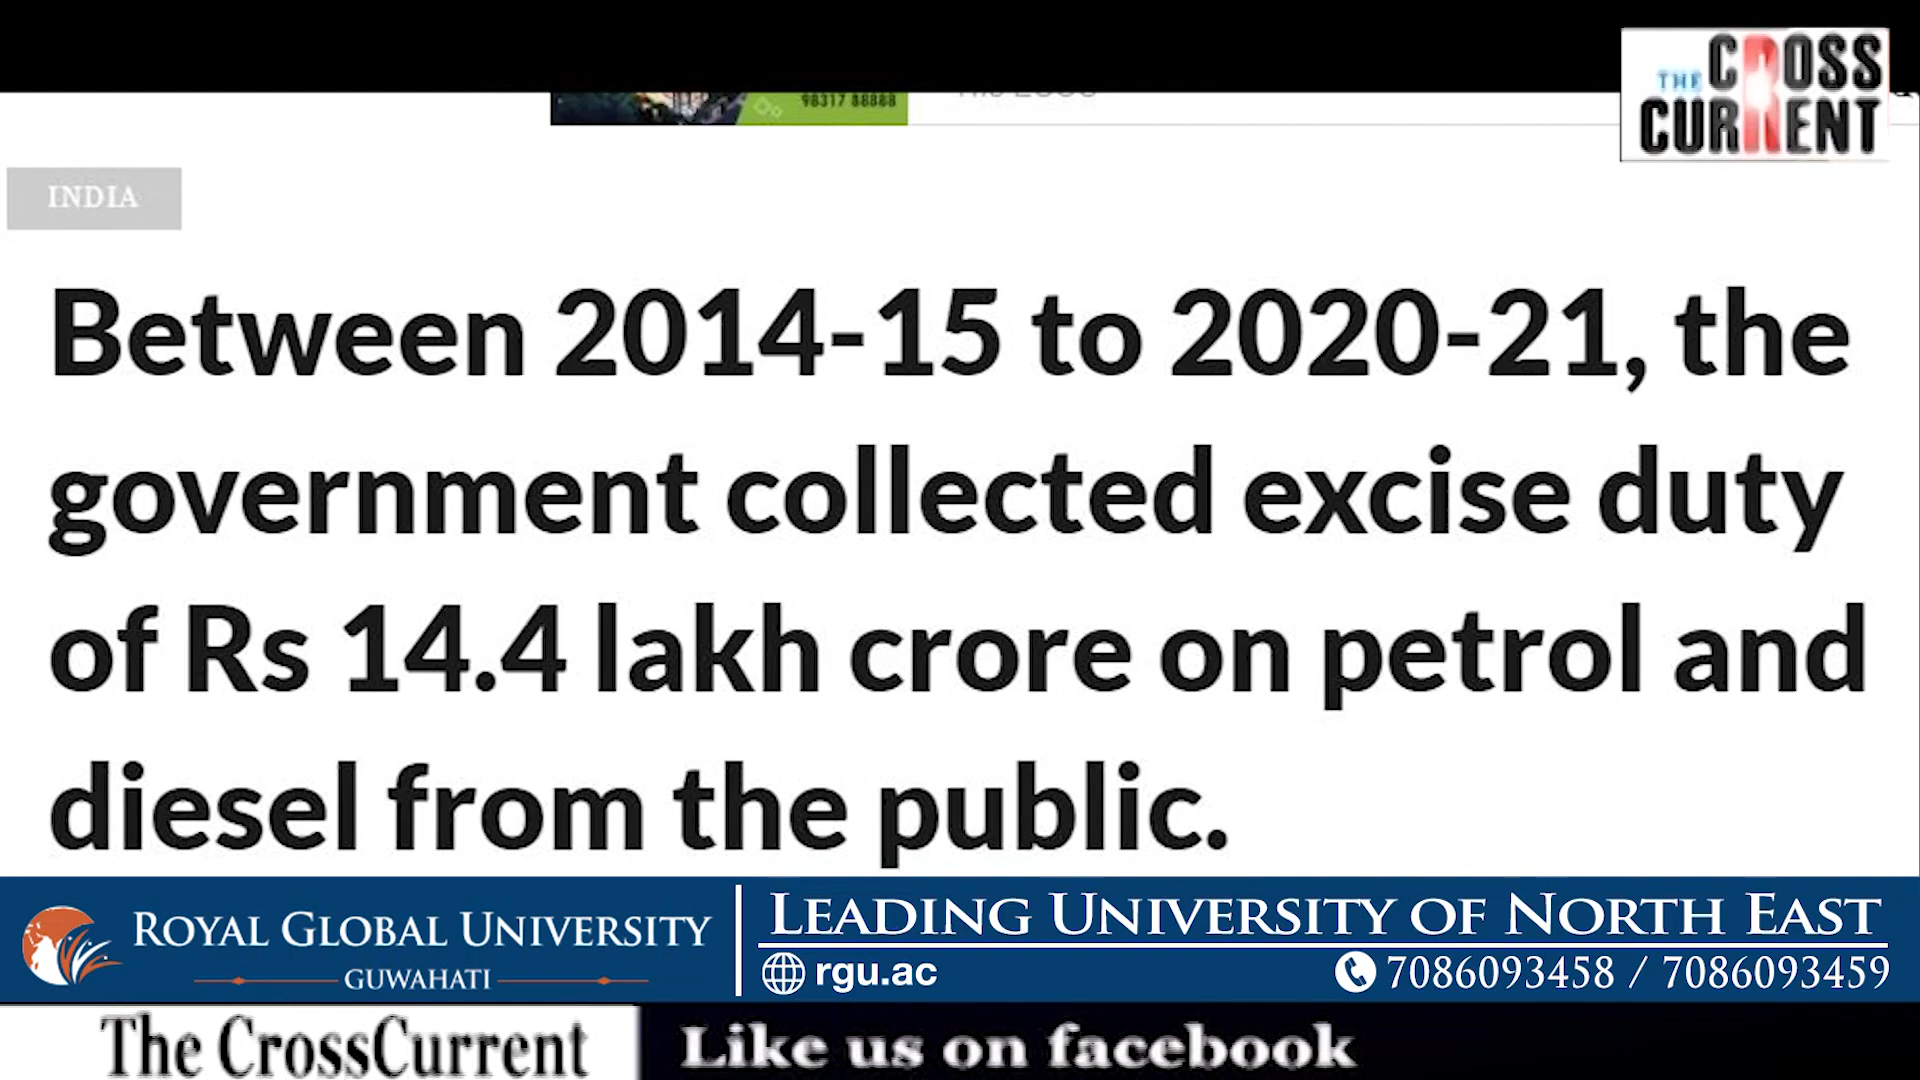 98317 88888
THE CROSS
CURRENT
INDIA
Between 2014-15 to 2020-21, the
government collected excise duty
of Rs 14.4 lakh crore on petrol and
diesel from the public.
ROYAL GLOBAL UNIVERSITY
GUWAHATI
LEADING UNIVERSITY OF NORTH EAST
rgu.ac
7086093458 / 7086093459
The CrossCurrent
Like us on facebook